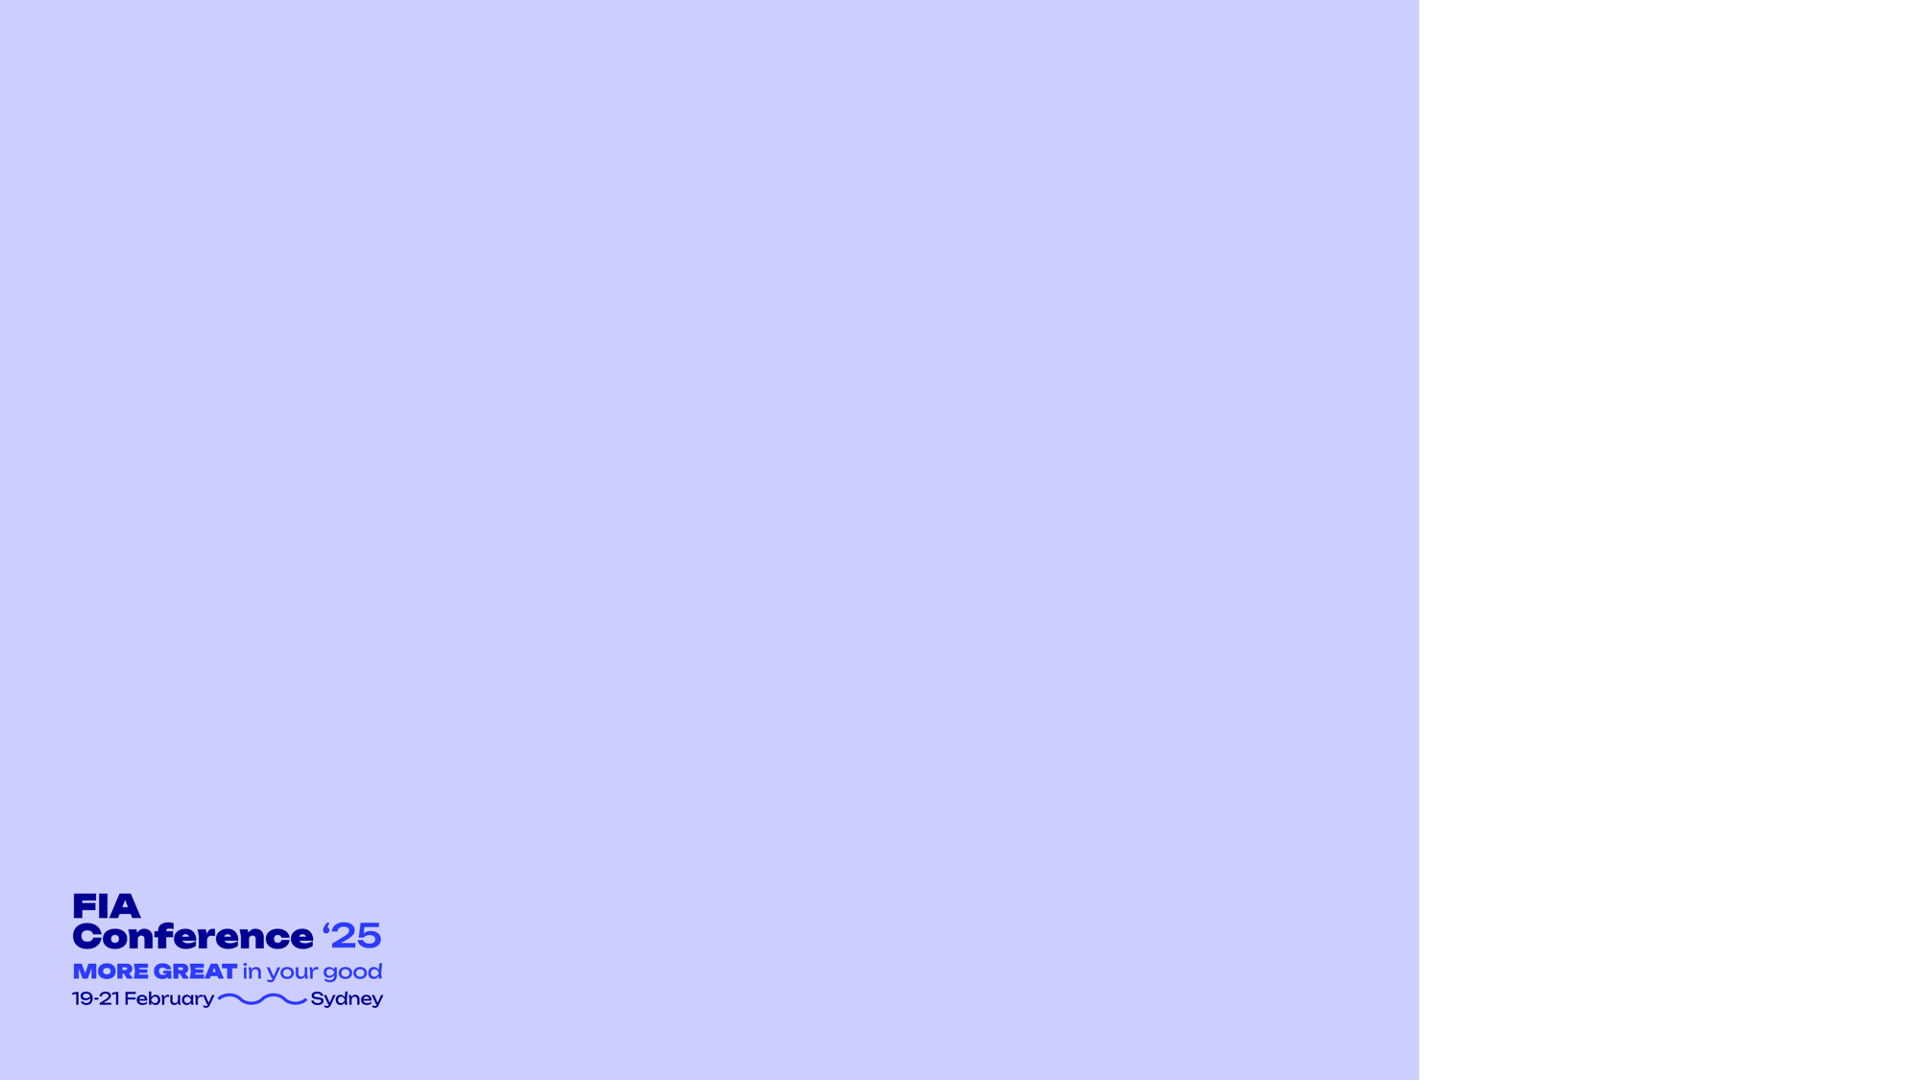 FIA
Conference ‘25
MORE GREAT in your good
19-21 February Sydney